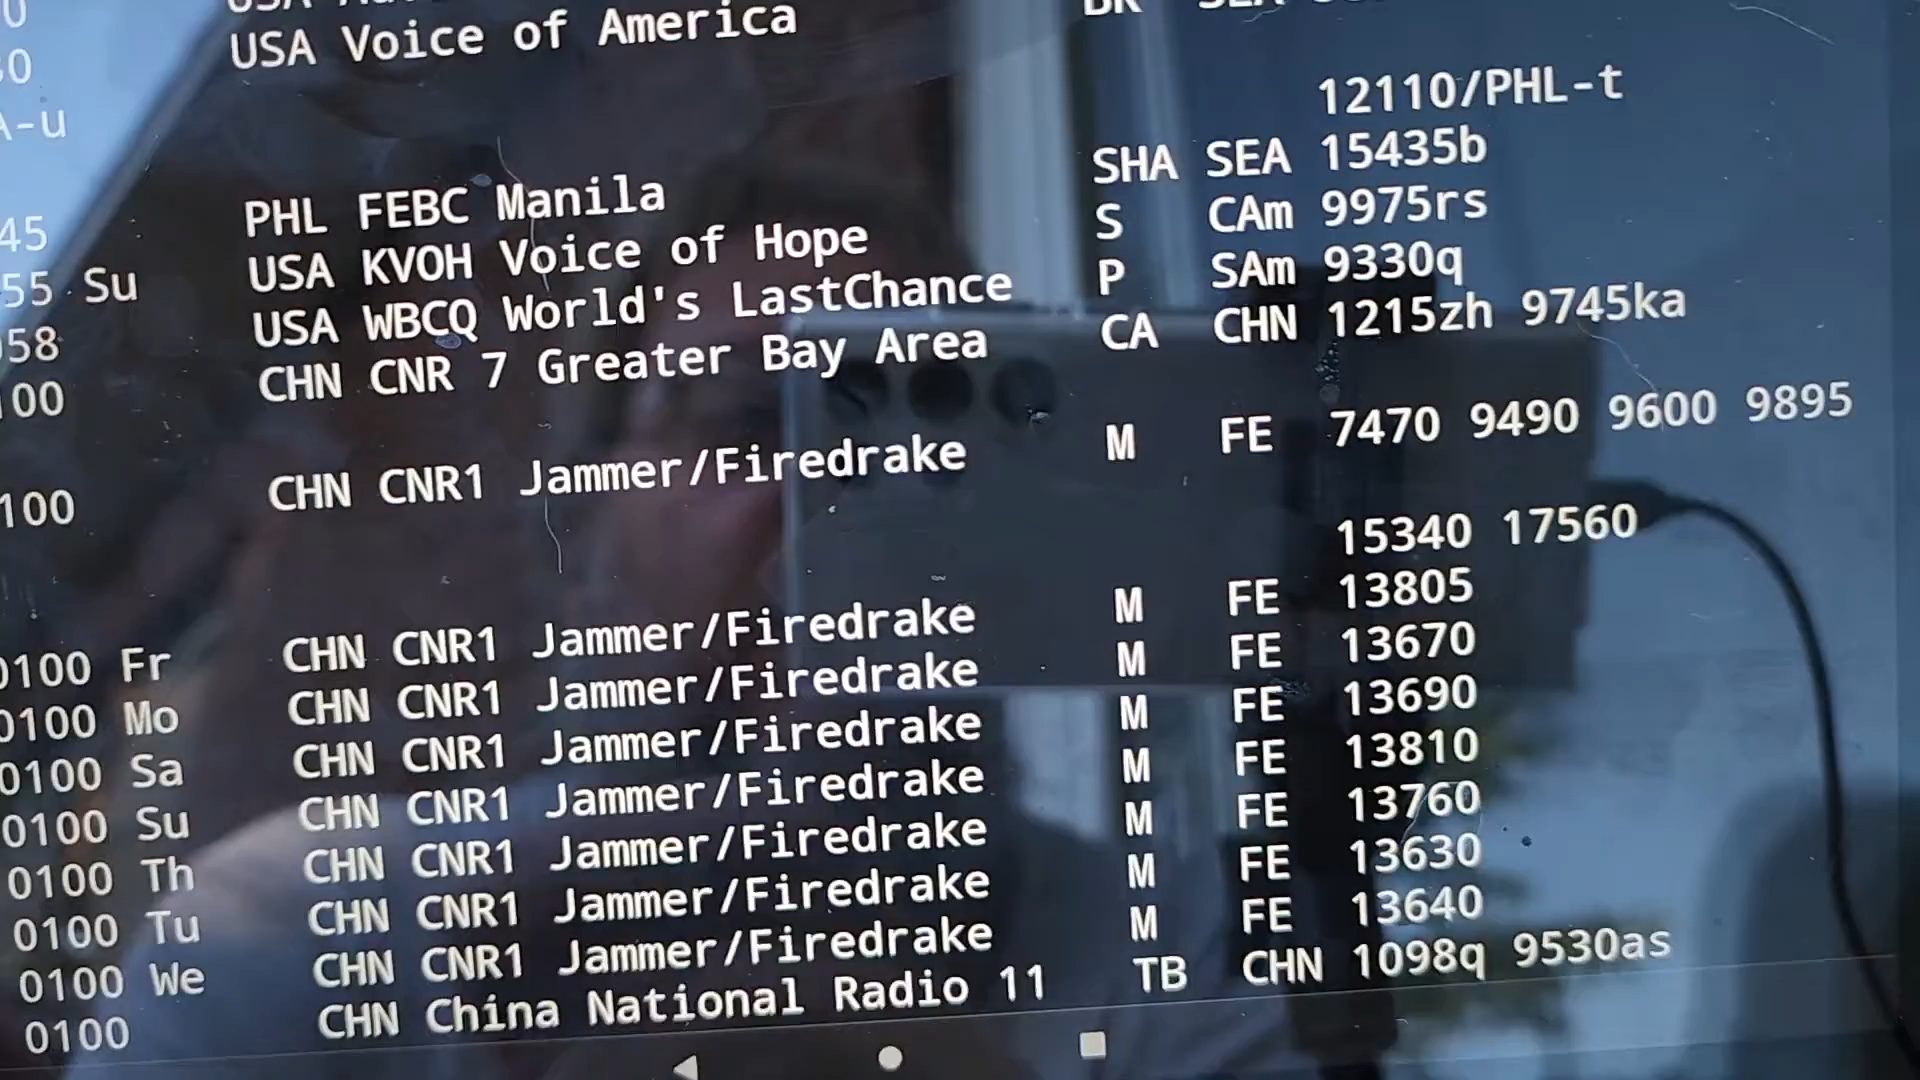 USA Voice of America
A-u
12110/PHL-t
45 PHL FEBC Manila SHA SEA 15435b
55 Su USA KVOH Voice of Hope S CAm 9975rs
58 USA WBCQ World's LastChance P SAm 9330q
100 CHN CNR 7 Greater Bay Area CA CHN 1215zh 9745ka
100 CHN CNR1 Jammer/Firedrake M FE 7470 9490 9600 9895
15340 17560
0100 Fr CHN CNR1 Jammer/Firedrake M FE 13805
0100 Mo CHN CNR1 Jammer/Firedrake M FE 13670
0100 Sa CHN CNR1 Jammer/Firedrake M FE 13690
0100 Su CHN CNR1 Jammer/Firedrake M FE 13810
0100 Th CHN CNR1 Jammer/Firedrake M FE 13760
0100 Tu CHN CNR1 Jammer/Firedrake M FE 13630
0100 We CHN CNR1 Jammer/Firedrake M FE 13640
0100 CHN China National Radio 11 TB CHN 1098q 9530as